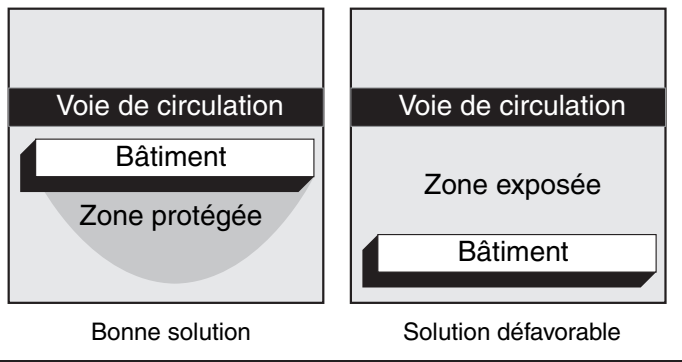 Voie de circulation
Bâtiment
Zone protégée
Bonne solution
Voie de circulation
Zone exposée
Bâtiment
Solution défavorable